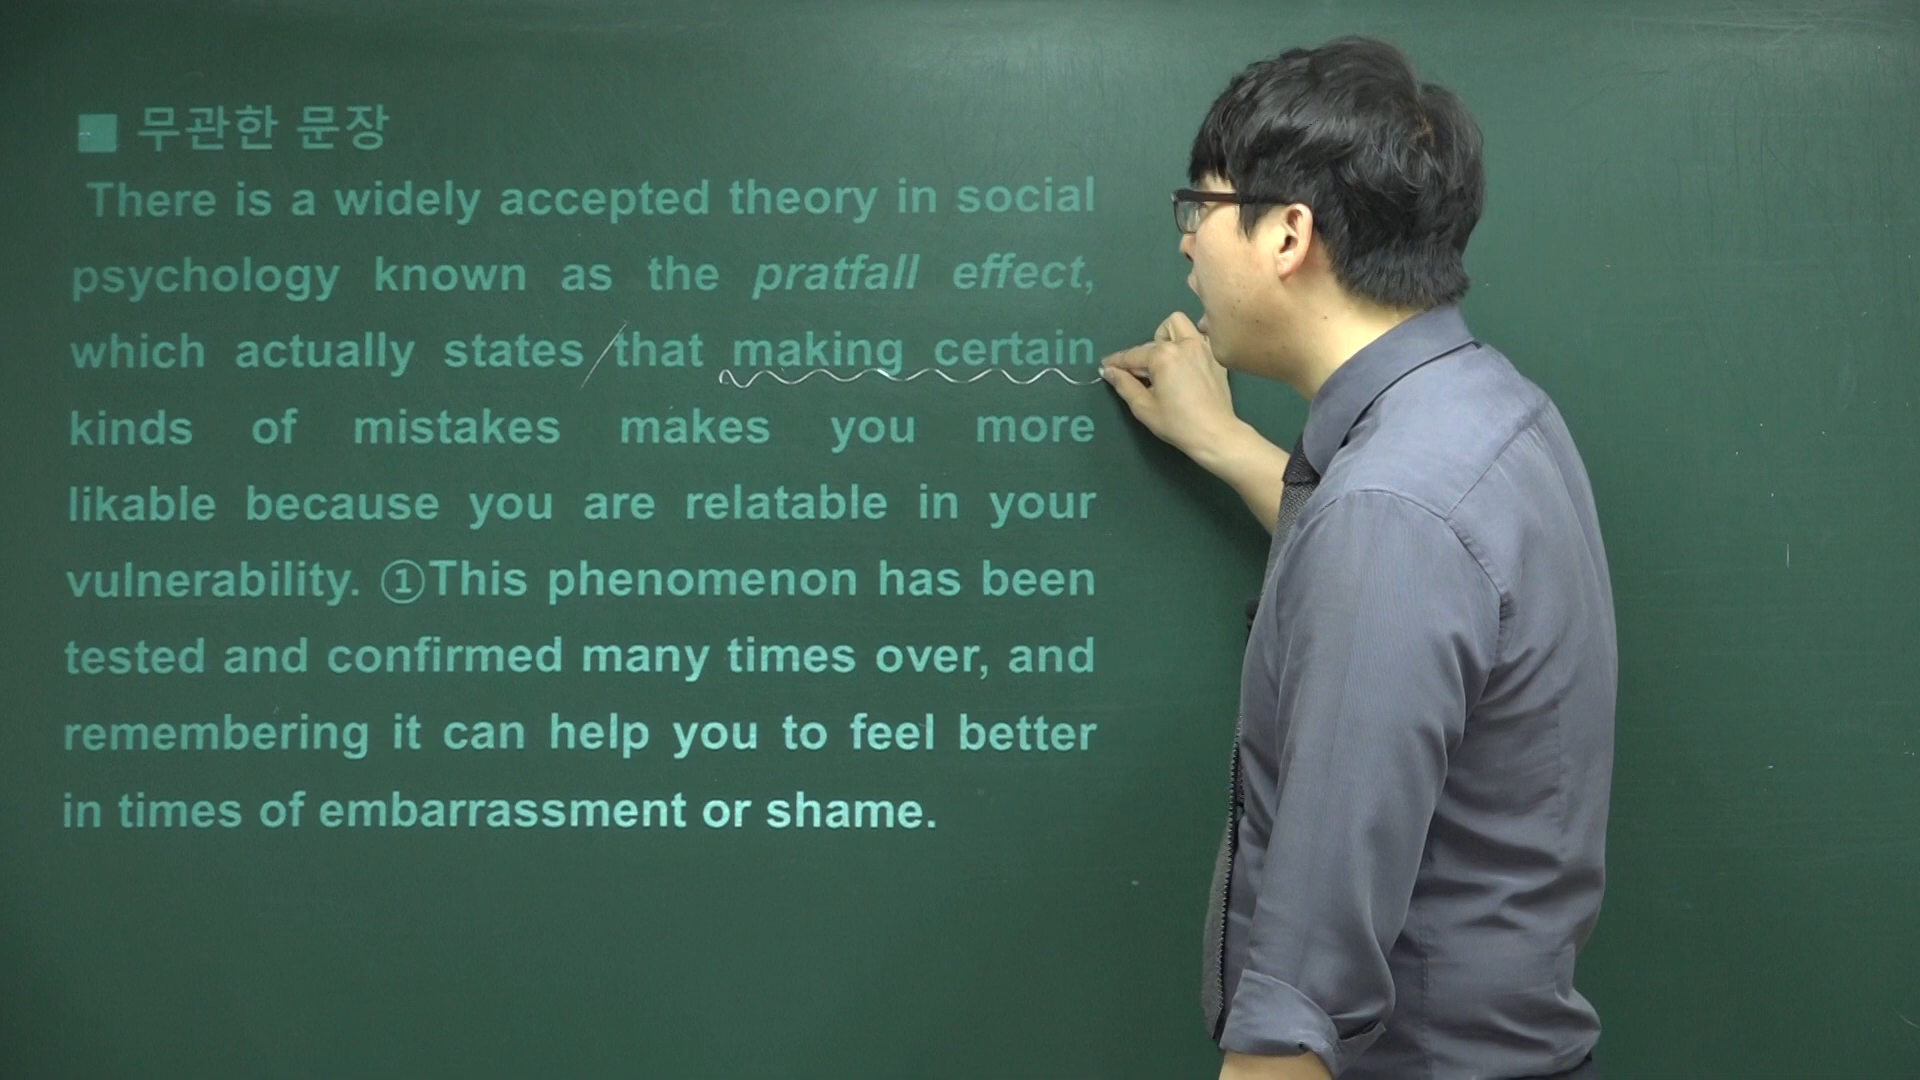 ■ 무관한 문장
There is a widely accepted theory in social
psychology known as the pratfall effect,
which actually states that making certain
kinds of mistakes makes you more
likable because you are relatable in your
vulnerability. ①This phenomenon has been
tested and confirmed many times over, and
remembering it can help you to feel better
in times of embarrassment or shame.